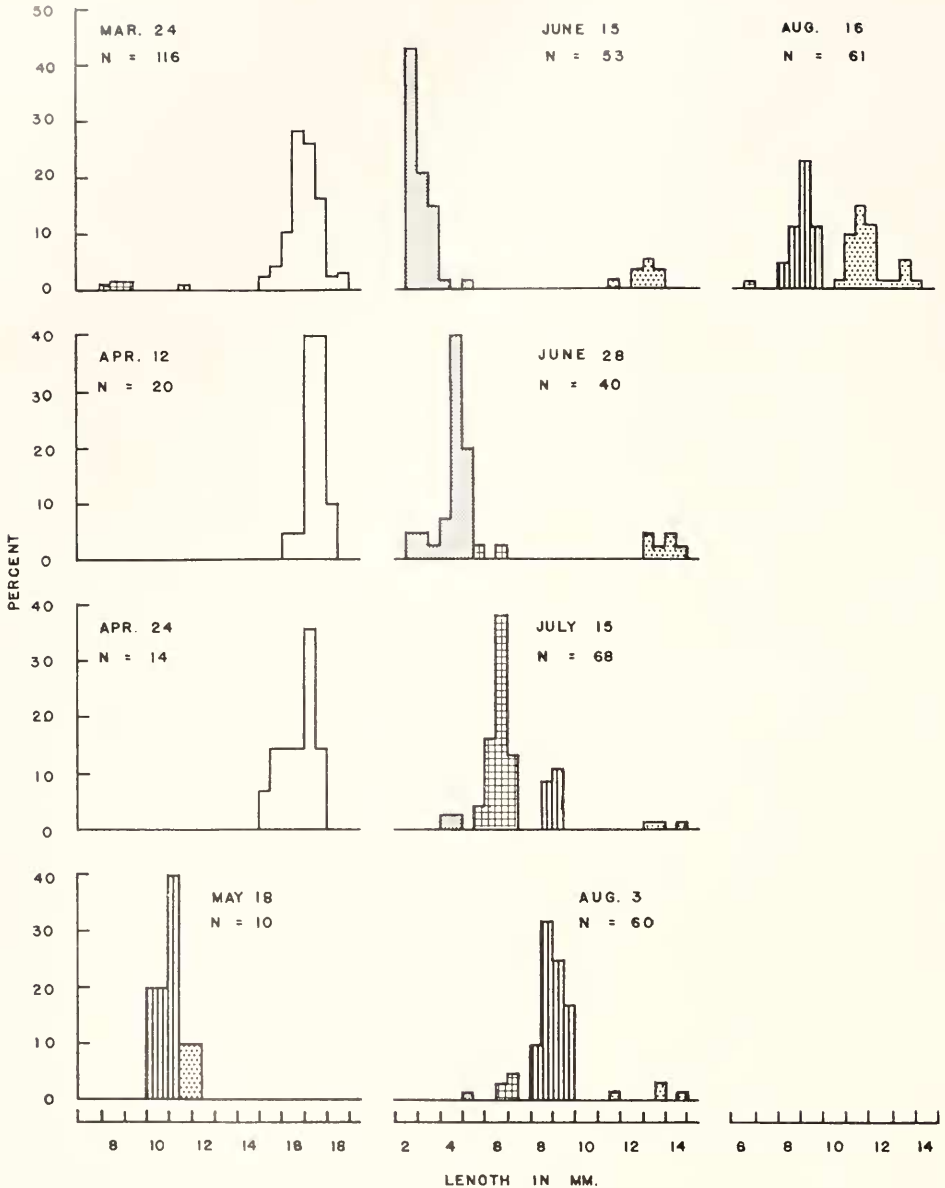 50
40
30
20
10
0
MAR. 24
N = 116
JUNE 15
N = 53
AUG. 16
N = 61
40
30
20
10
0
APR. 12
N = 20
JUNE 28
N = 40
PERCENT
40
30
20
10
0
APR. 24
N = 14
JULY 15
N = 68
40
30
20
10
0
MAY 18
N = 10
AUG. 3
N = 60
8 10 12 14 18 18
2 4 8 8 10 12 14
6 8 10 12 14
LENOTH IN MM.